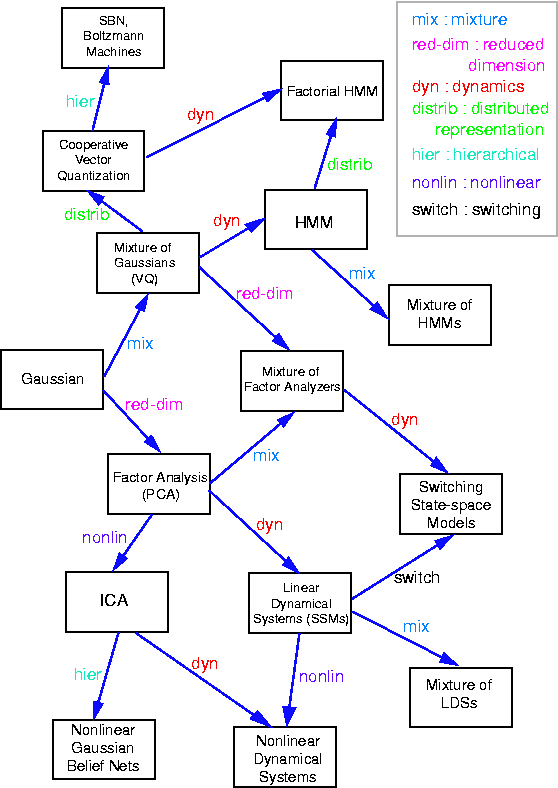 SBN,
Boltzmann
Machines
mix : mixture
red-dim : reduced
dimension
dyn : dynamics
distrib : distributed
representation
hier : hierarchical
nonlin : nonlinear
switch : switching
hier
dyn
Factorial HMM
Cooperative
Vector
Quantization
distrib
distrib
dyn
HMM
Mixture of
Gaussians
(VQ)
mix
red-dim
Mixture of
HMMs
mix
Gaussian
Mixture of
Factor Analyzers
red-dim
dyn
mix
Factor Analysis
(PCA)
Switching
State-space
Models
dyn
nonlin
switch
ICA
Linear
Dynamical
Systems (SSMs)
mix
dyn
hier
nonlin
Mixture of
LDSs
Nonlinear
Gaussian
Belief Nets
Nonlinear
Dynamical
Systems